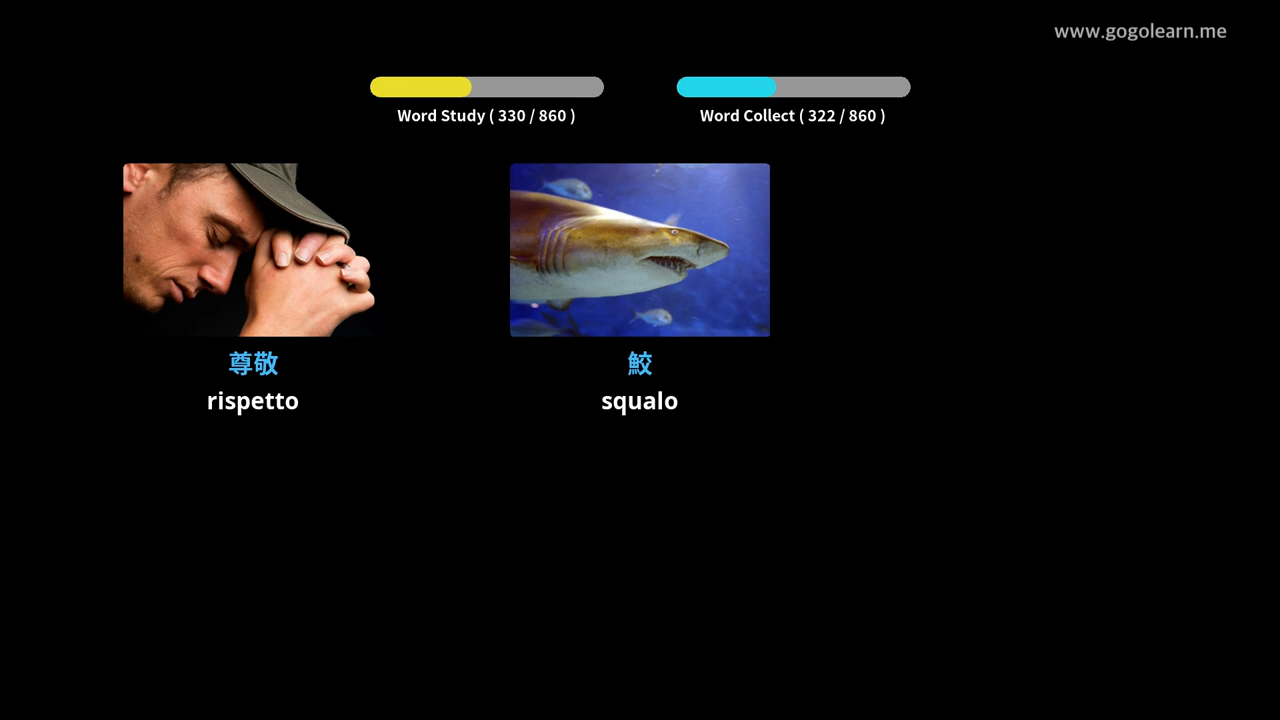 www.gogolearn.me
Word Study ( 330 / 860 )
Word Collect ( 322 / 860 )
尊敬
rispetto
鮫
squalo